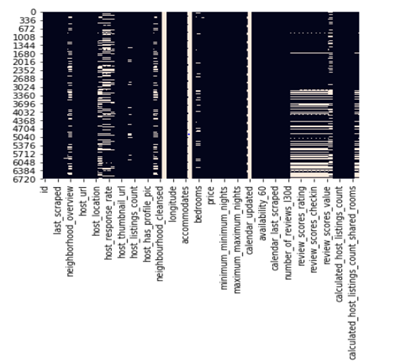 0
336
672
1008
1344
1680
2016
2352
2688
3024
3360
3696
4032
4368
4704
5040
5376
5712
6048
6384
6720
id
last_scraped
neighborhood_overview
host_url
host_location
host_response_rate
host_thumbnail_url
host_listings_count
host_has_profile_pic
neighbourhood_cleansed
longitude
accommodates
bedrooms
price
minimum_minimum_nights
maximum_maximum_nights
calendar_updated
availability_60
calendar_last_scraped
number_of_reviews_l30d
review_scores_rating
review_scores_checkin
review_scores_value
calculated_host_listings_count
calculated_host_listings_count_shared_rooms